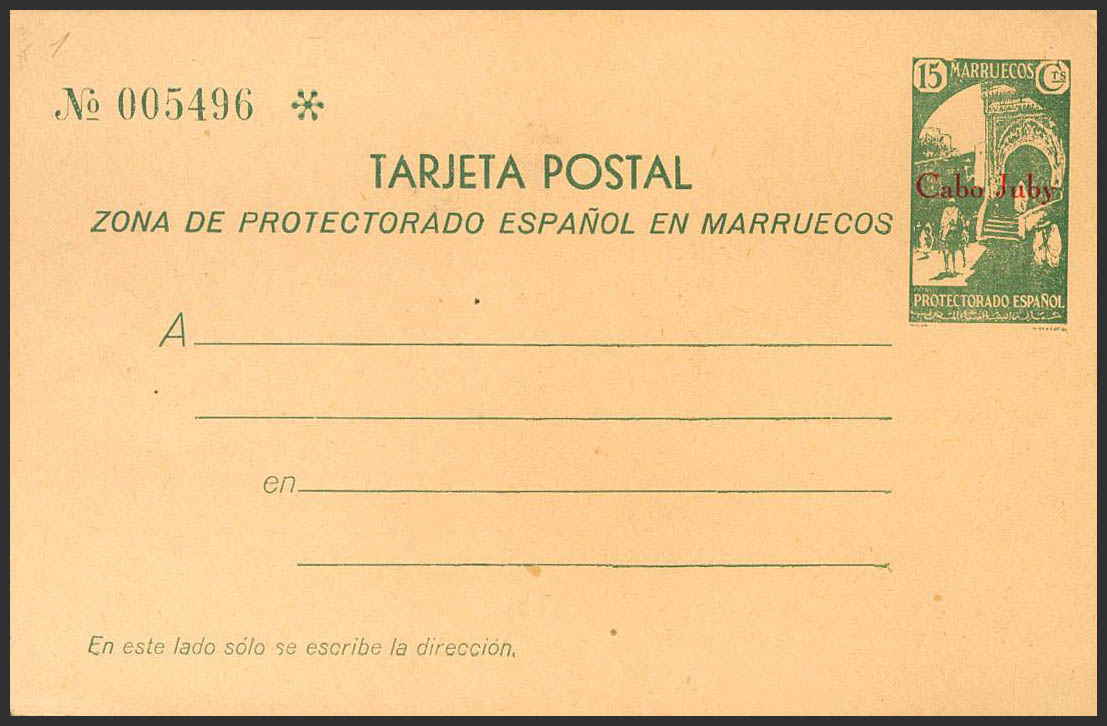 1
№ 005496 *
TARJETA POSTAL
ZONA DE PROTECTORADO ESPAÑOL EN MARRUECOS
15 MARRUECOS CTS
Cabo Juby
PROTECTORADO ESPAÑOL
A
en
En este lado sólo se escribe la dirección.